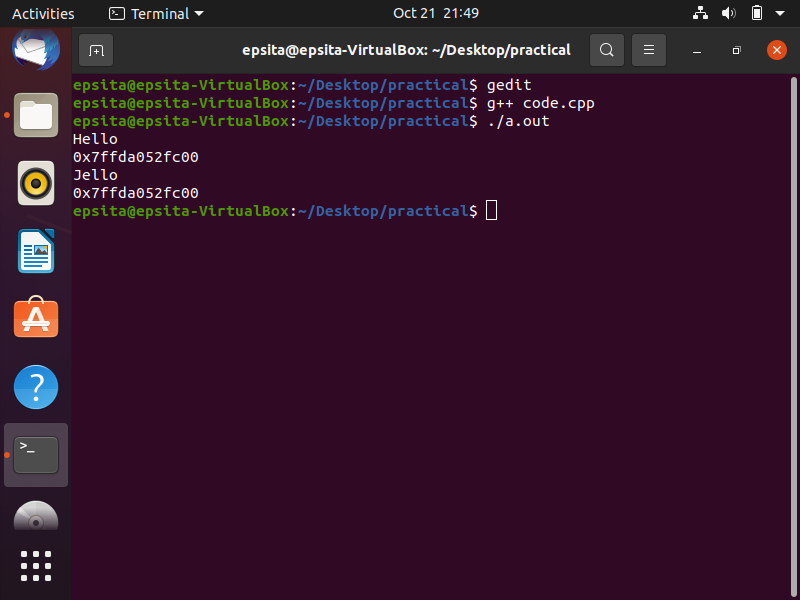 Activities Terminal Oct 21 21:49
epsita@epsita-VirtualBox: ~/Desktop/practical
epsita@epsita-VirtualBox:~/Desktop/practical$ gedit
epsita@epsita-VirtualBox:~/Desktop/practical$ g++ code.cpp
epsita@epsita-VirtualBox:~/Desktop/practical$ ./a.out
Hello
0x7ffda052fc00
Jello
0x7ffda052fc00
epsita@epsita-VirtualBox:~/Desktop/practical$